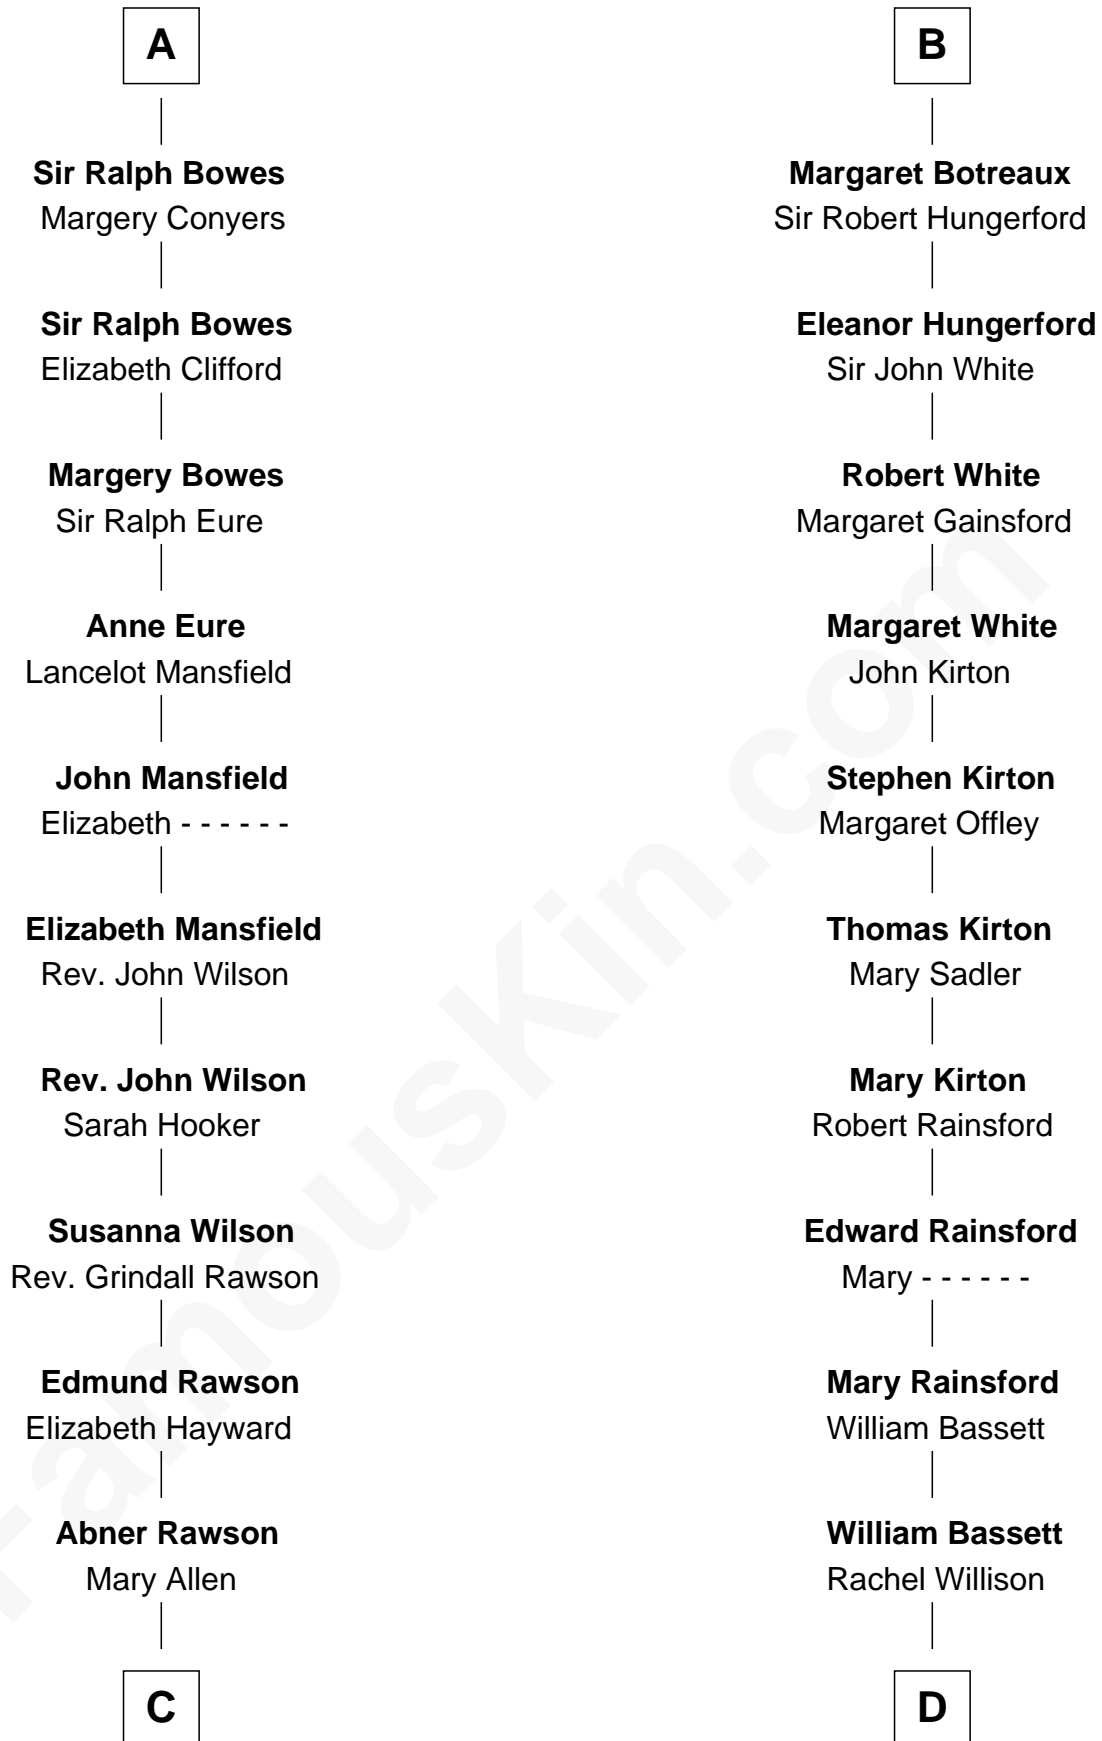 A
Sir Ralph Bowes
Margery Conyers
Sir Ralph Bowes
Elizabeth Clifford
Margery Bowes
Sir Ralph Eure
Anne Eure
Lancelot Mansfield
John Mansfield
Elizabeth - - - - - -
Elizabeth Mansfield
Rev. John Wilson
Rev. John Wilson
Sarah Hooker
Susanna Wilson
Rev. Grindall Rawson
Edmund Rawson
Elizabeth Hayward
Abner Rawson
Mary Allen
C
B
Margaret Botreaux
Sir Robert Hungerford
Eleanor Hungerford
Sir John White
Robert White
Margaret Gainsford
Margaret White
John Kirton
Stephen Kirton
Margaret Offley
Thomas Kirton
Mary Sadler
Mary Kirton
Robert Rainsford
Edward Rainsford
Mary - - - - - -
Mary Rainsford
William Bassett
William Bassett
Rachel Willison
D
FamousKin.com